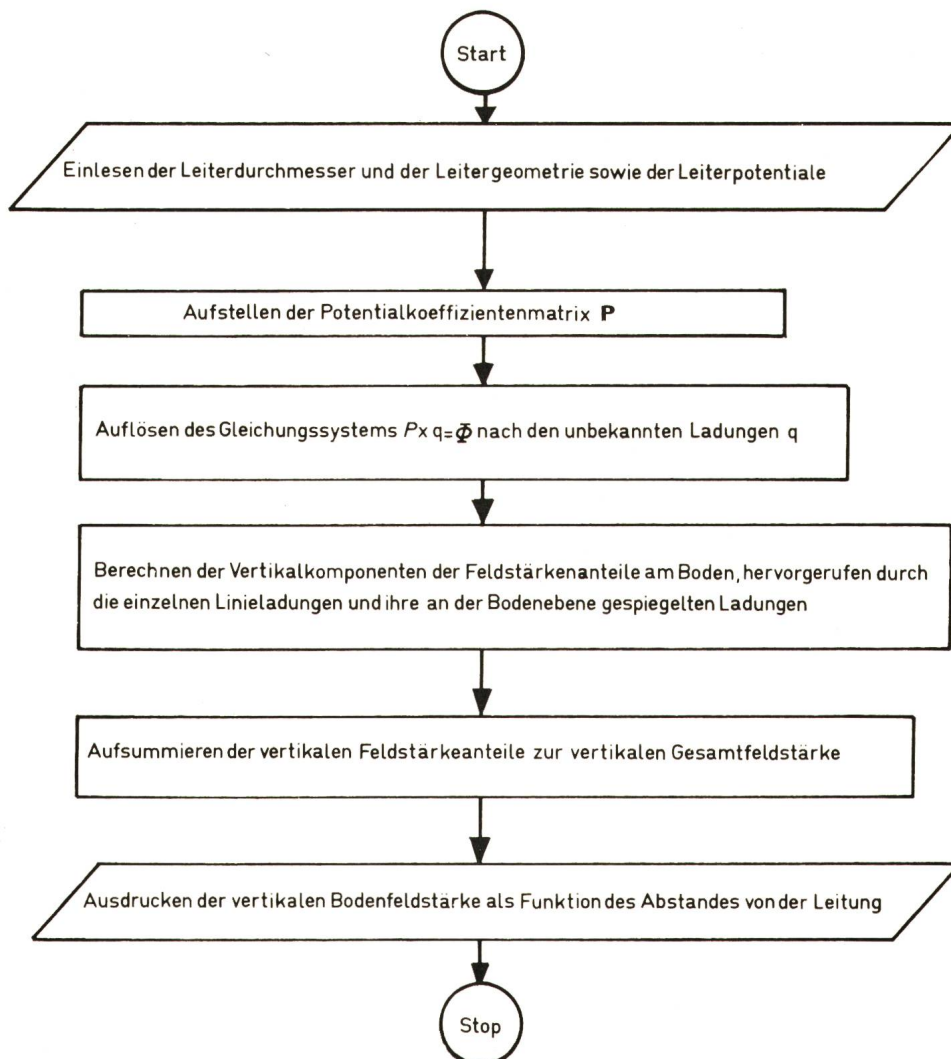 Start
Einlesen der Leiterdurchmesser und der Leitergeometrie sowie der Leiterpotentiale
Aufstellen der Potentialkoeffizientenmatrix P
Auflösen des Gleichungssystems P x q = Φ nach den unbekannten Ladungen q
Berechnen der Vertikalkomponenten der Feldstärkenanteile am Boden, hervorgerufen durch
die einzelnen Linieladungen und ihre an der Bodenebene gespiegelten Ladungen
Aufsummieren der vertikalen Feldstärkeanteile zur vertikalen Gesamtfeldstärke
Ausdrucken der vertikalen Bodenfeldstärke als Funktion des Abstandes von der Leitung
Stop